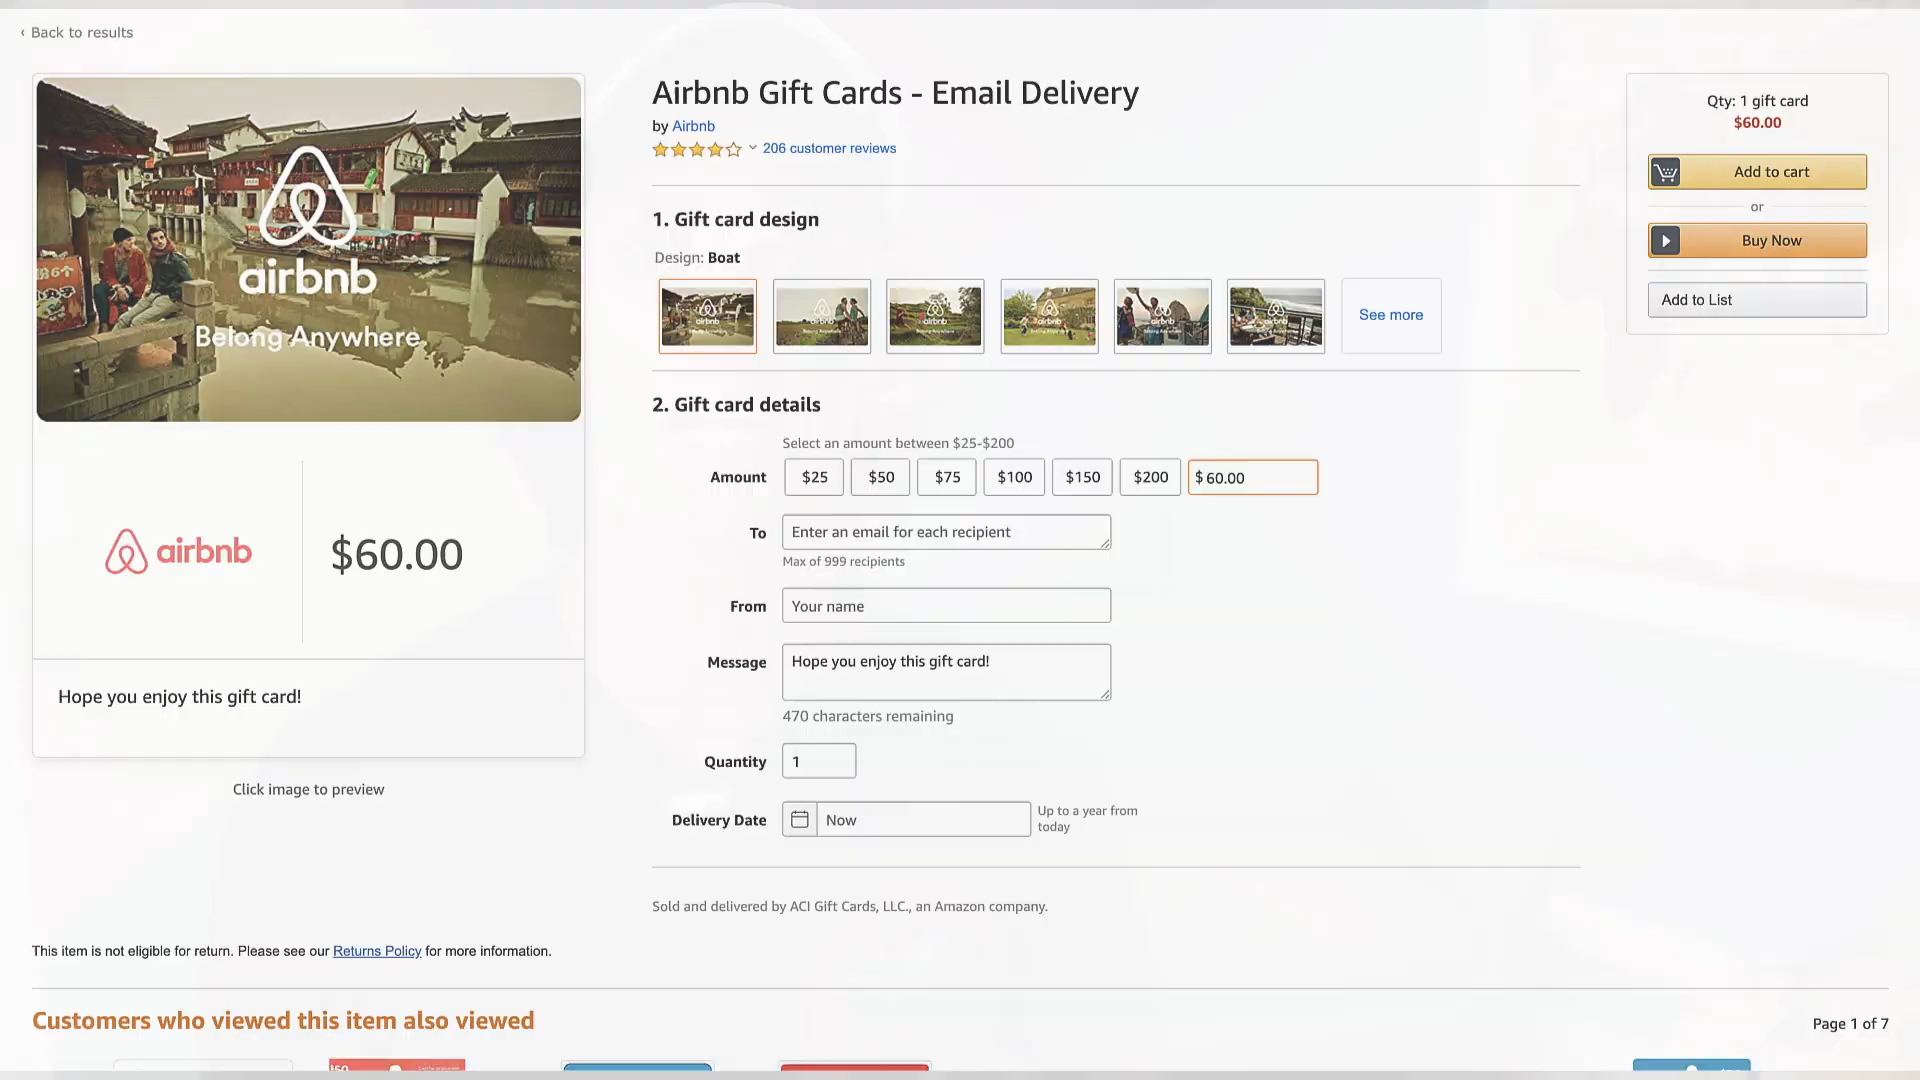 ‹ Back to results
airbnb
Belong Anywhere
airbnb
$60.00
Hope you enjoy this gift card!
Click image to preview
Airbnb Gift Cards - Email Delivery
by Airbnb
206 customer reviews
1. Gift card design
Design: Boat
See more
2. Gift card details
Select an amount between $25-$200
Amount $25 $50 $75 $100 $150 $200 $ 60.00
To Enter an email for each recipient
Max of 999 recipients
From Your name
Message Hope you enjoy this gift card!
470 characters remaining
Quantity 1
Delivery Date Now Up to a year from
today
Sold and delivered by ACI Gift Cards, LLC., an Amazon company.
Qty: 1 gift card
$60.00
Add to cart
or
Buy Now
Add to List
This item is not eligible for return. Please see our Returns Policy for more information.
Customers who viewed this item also viewed
Page 1 of 7